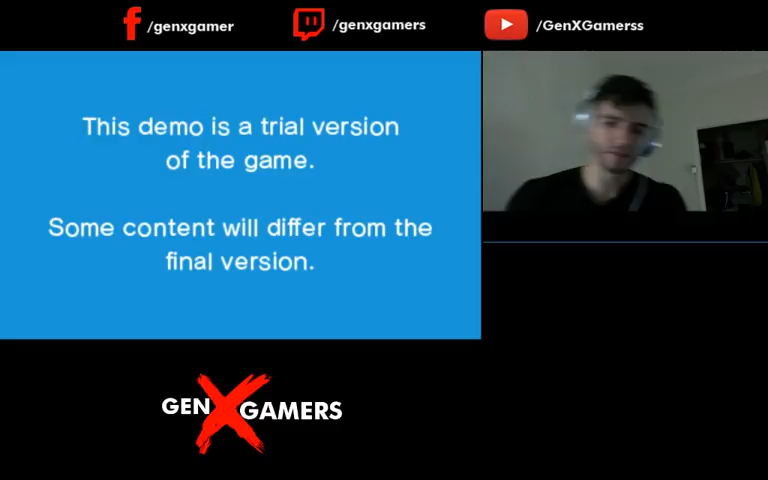 /genxgamer
/genxgamers
/GenXGamerss
This demo is a trial version
of the game.
Some content will differ from the
final version.
GEN X GAMERS